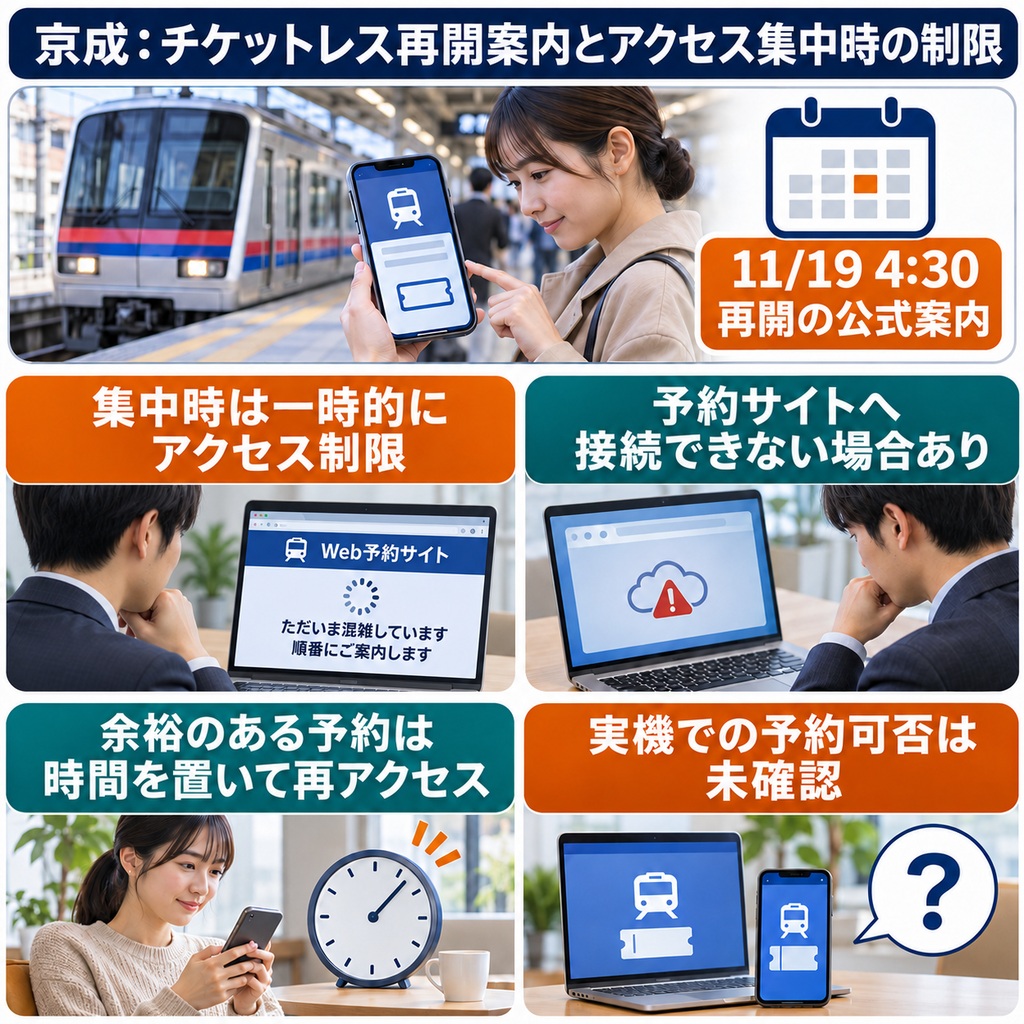 京成：チケットレス再開案内とアクセス集中時の制限
11/19 4:30
再開の公式案内
集中時は一時的に
アクセス制限
Web予約サイト
ただいま混雑しています
順番にご案内します
予約サイトへ
接続できない場合あり
余裕のある予約は
時間を置いて再アクセス
実機での予約可否は
未確認
?